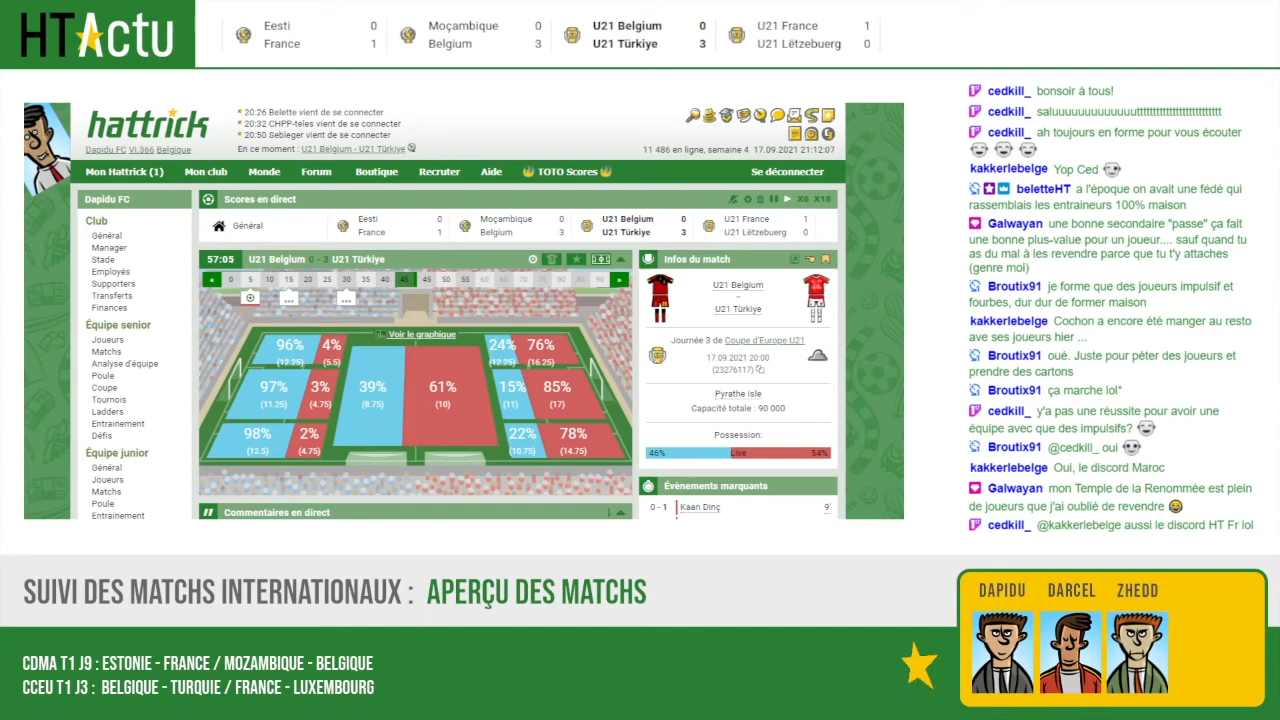 HTActu
Eesti 0
France 1
Moçambique 0
Belgium 3
U21 Belgium 0
U21 Türkiye 3
U21 France 1
U21 Lëtzebuerg 0
hattrick
Dapidu FC VI.366 Belgique
* 20:26 Belette vient de se connecter
* 20:32 CHPP-teles vient de se connecter
* 20:50 Sebleger vient de se connecter
En ce moment : U21 Belgium - U21 Türkiye
11 486 en ligne, semaine 4 17.09.2021 21:12:07
Mon Hattrick (1) Mon club Monde Forum Boutique Recruter Aide TOTO Scores Se déconnecter
Dapidu FC
Club
Général
Manager
Stade
Employés
Supporters
Transferts
Finances
Équipe senior
Joueurs
Matchs
Analyse d'équipe
Poule
Coupe
Tournois
Ladders
Entrainement
Défis
Équipe junior
Général
Joueurs
Matchs
Poule
Entrainement
Scores en direct X6 X18
Général
Eesti 0
France 1
Moçambique 0
Belgium 3
U21 Belgium 0
U21 Türkiye 3
U21 France 1
U21 Lëtzebuerg 0
57:05 U21 Belgium 0 - 3 U21 Türkiye
« 0 5 10 15 20 25 30 35 40 45 45 50 55 60 65 70 75 80 85 90 »
Voir le graphique
96% 4% 24% 76%
(12.25) (5.5) (12.25) (16.25)
97% 3% 39% 61% 15% 85%
(11.25) (4.75) (8.75) (10) (11) (17)
98% 2% 22% 78%
(12.5) (4.75) (10.75) (14.75)
Commentaires en direct
Infos du match
U21 Belgium
–
U21 Türkiye
Journée 3 de Coupe d'Europe U21
17.09.2021 20:00
(23276117)
Pyrathe Isle
Capacité totale : 90 000
Possession:
46% Live 54%
Évènements marquants
0 - 1 Kaan Dinç 9'
cedkill_ bonsoir à tous!
cedkill_ saluuuuuuuuuuuuutttttttttttttttttttttttttt
cedkill_ ah toujours en forme pour vous écouter
kakkerlebelge Yop Ced
beletteHT a l'époque on avait une fédé qui
rassemblais les entraineurs 100% maison
Galwayan une bonne secondaire "passe" ça fait
une bonne plus-value pour un joueur.... sauf quand tu
as du mal à les revendre parce que tu t'y attaches
(genre moi)
Broutix91 je forme que des joueurs impulsif et
fourbes, dur dur de former maison
kakkerlebelge Cochon a encore été manger au resto
ave ses joueurs hier ...
Broutix91 oué. Juste pour péter des joueurs et
prendre des cartons
Broutix91 ça marche lol*
cedkill_ y'a pas une réussite pour avoir une
équipe avec que des impulsifs?
Broutix91 @cedkill_ oui
kakkerlebelge Oui, le discord Maroc
Galwayan mon Temple de la Renommée est plein
de joueurs que j'ai oublié de revendre
cedkill_ @kakkerlebelge aussi le discord HT Fr lol
SUIVI DES MATCHS INTERNATIONAUX : APERÇU DES MATCHS
DAPIDU DARCEL ZHEDD
CDMA T1 J9 : ESTONIE - FRANCE / MOZAMBIQUE - BELGIQUE
CCEU T1 J3 : BELGIQUE - TURQUIE / FRANCE - LUXEMBOURG